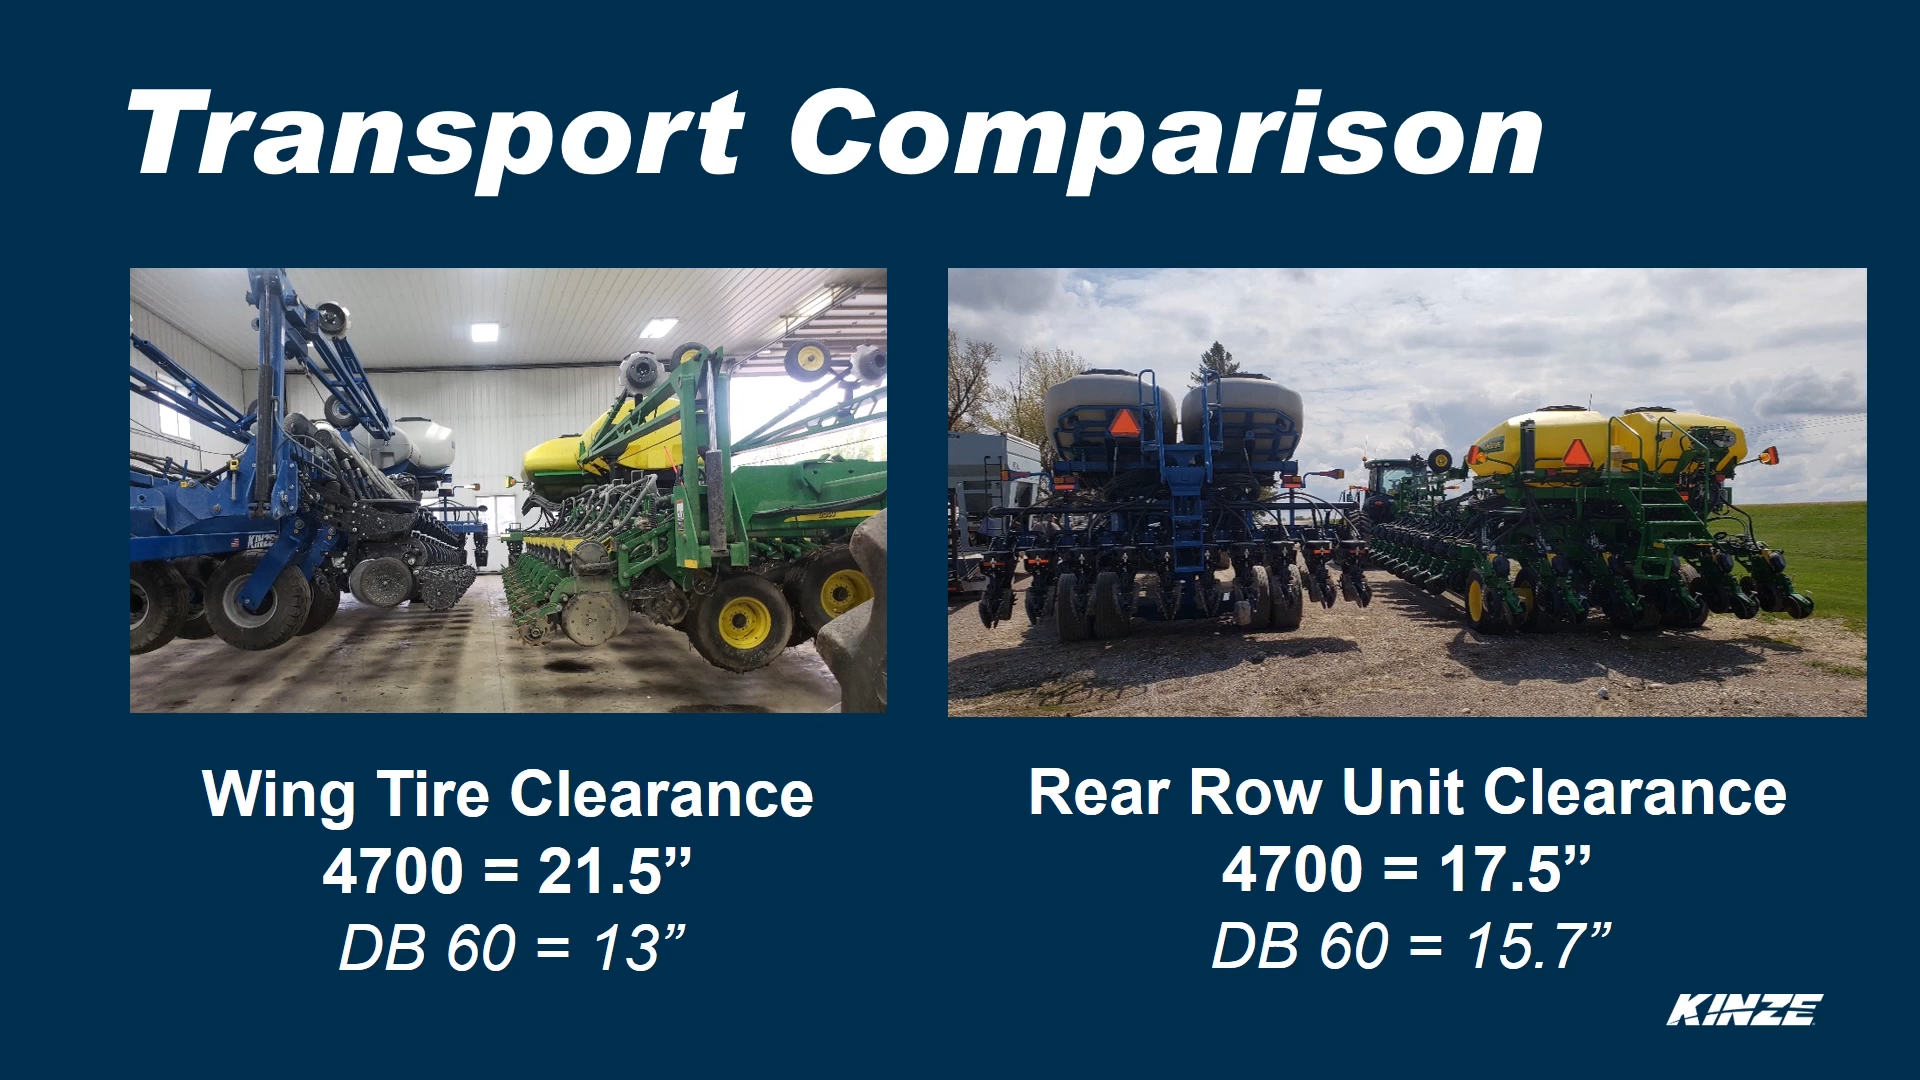 Transport Comparison
KINZE
Wing Tire Clearance
4700 = 21.5”
DB 60 = 13”
Rear Row Unit Clearance
4700 = 17.5”
DB 60 = 15.7”
KINZE